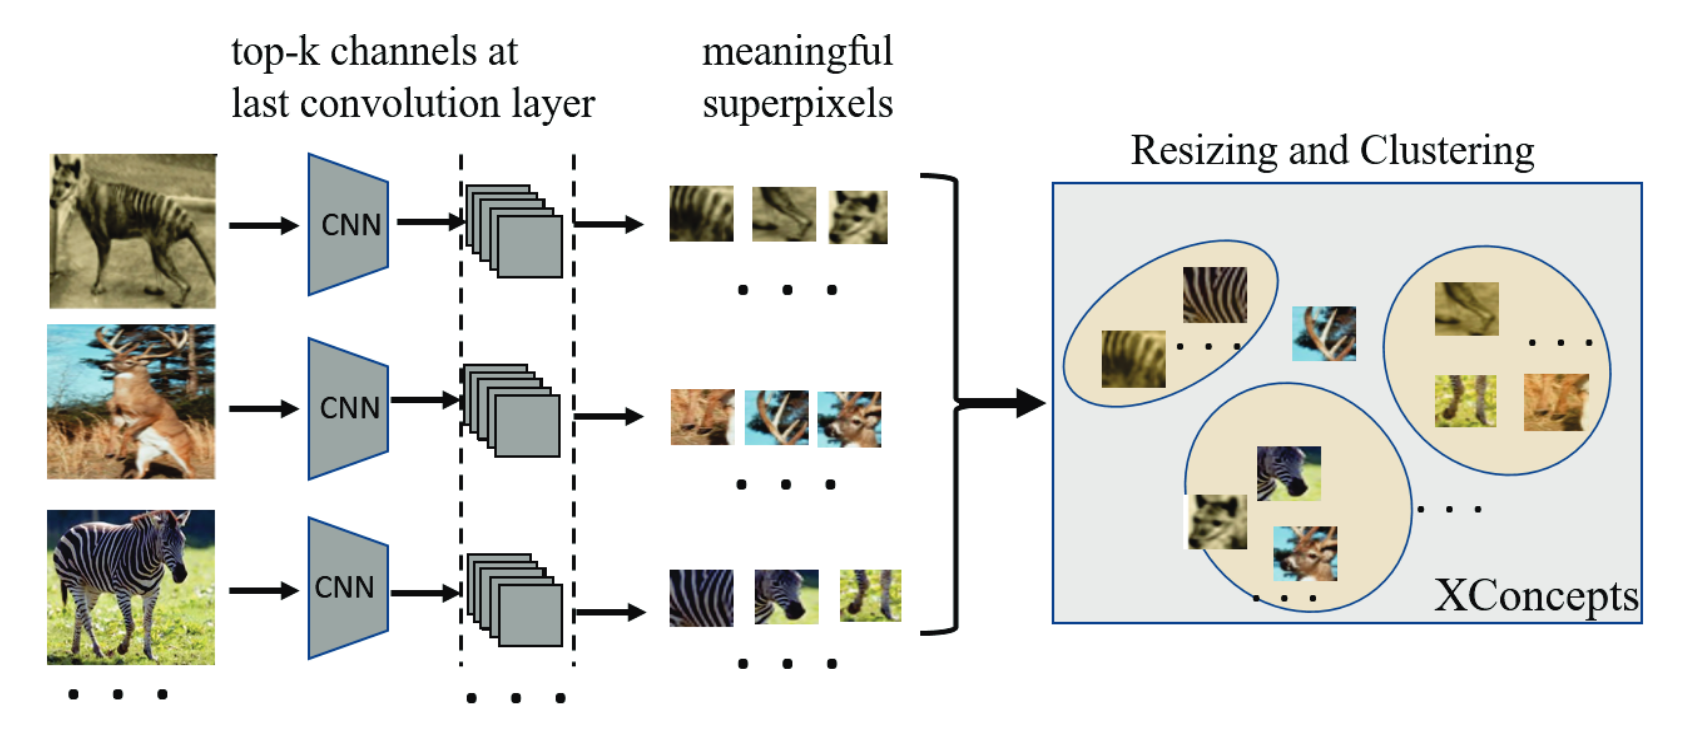 top-k channels at
last convolution layer
meaningful
superpixels
Resizing and Clustering
CNN
CNN
CNN
XConcepts